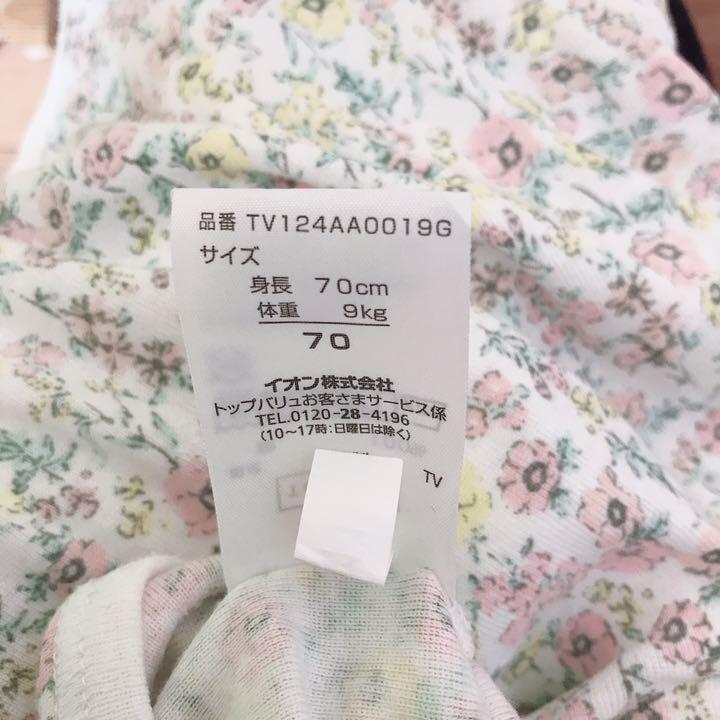 品番 TV124AA0019G
サイズ
身長 70cm
体重 9kg
70
イオン株式会社
トップバリュお客さまサービス係
TEL.0120-28-4196
(10〜17時:日曜日は除く)
TV